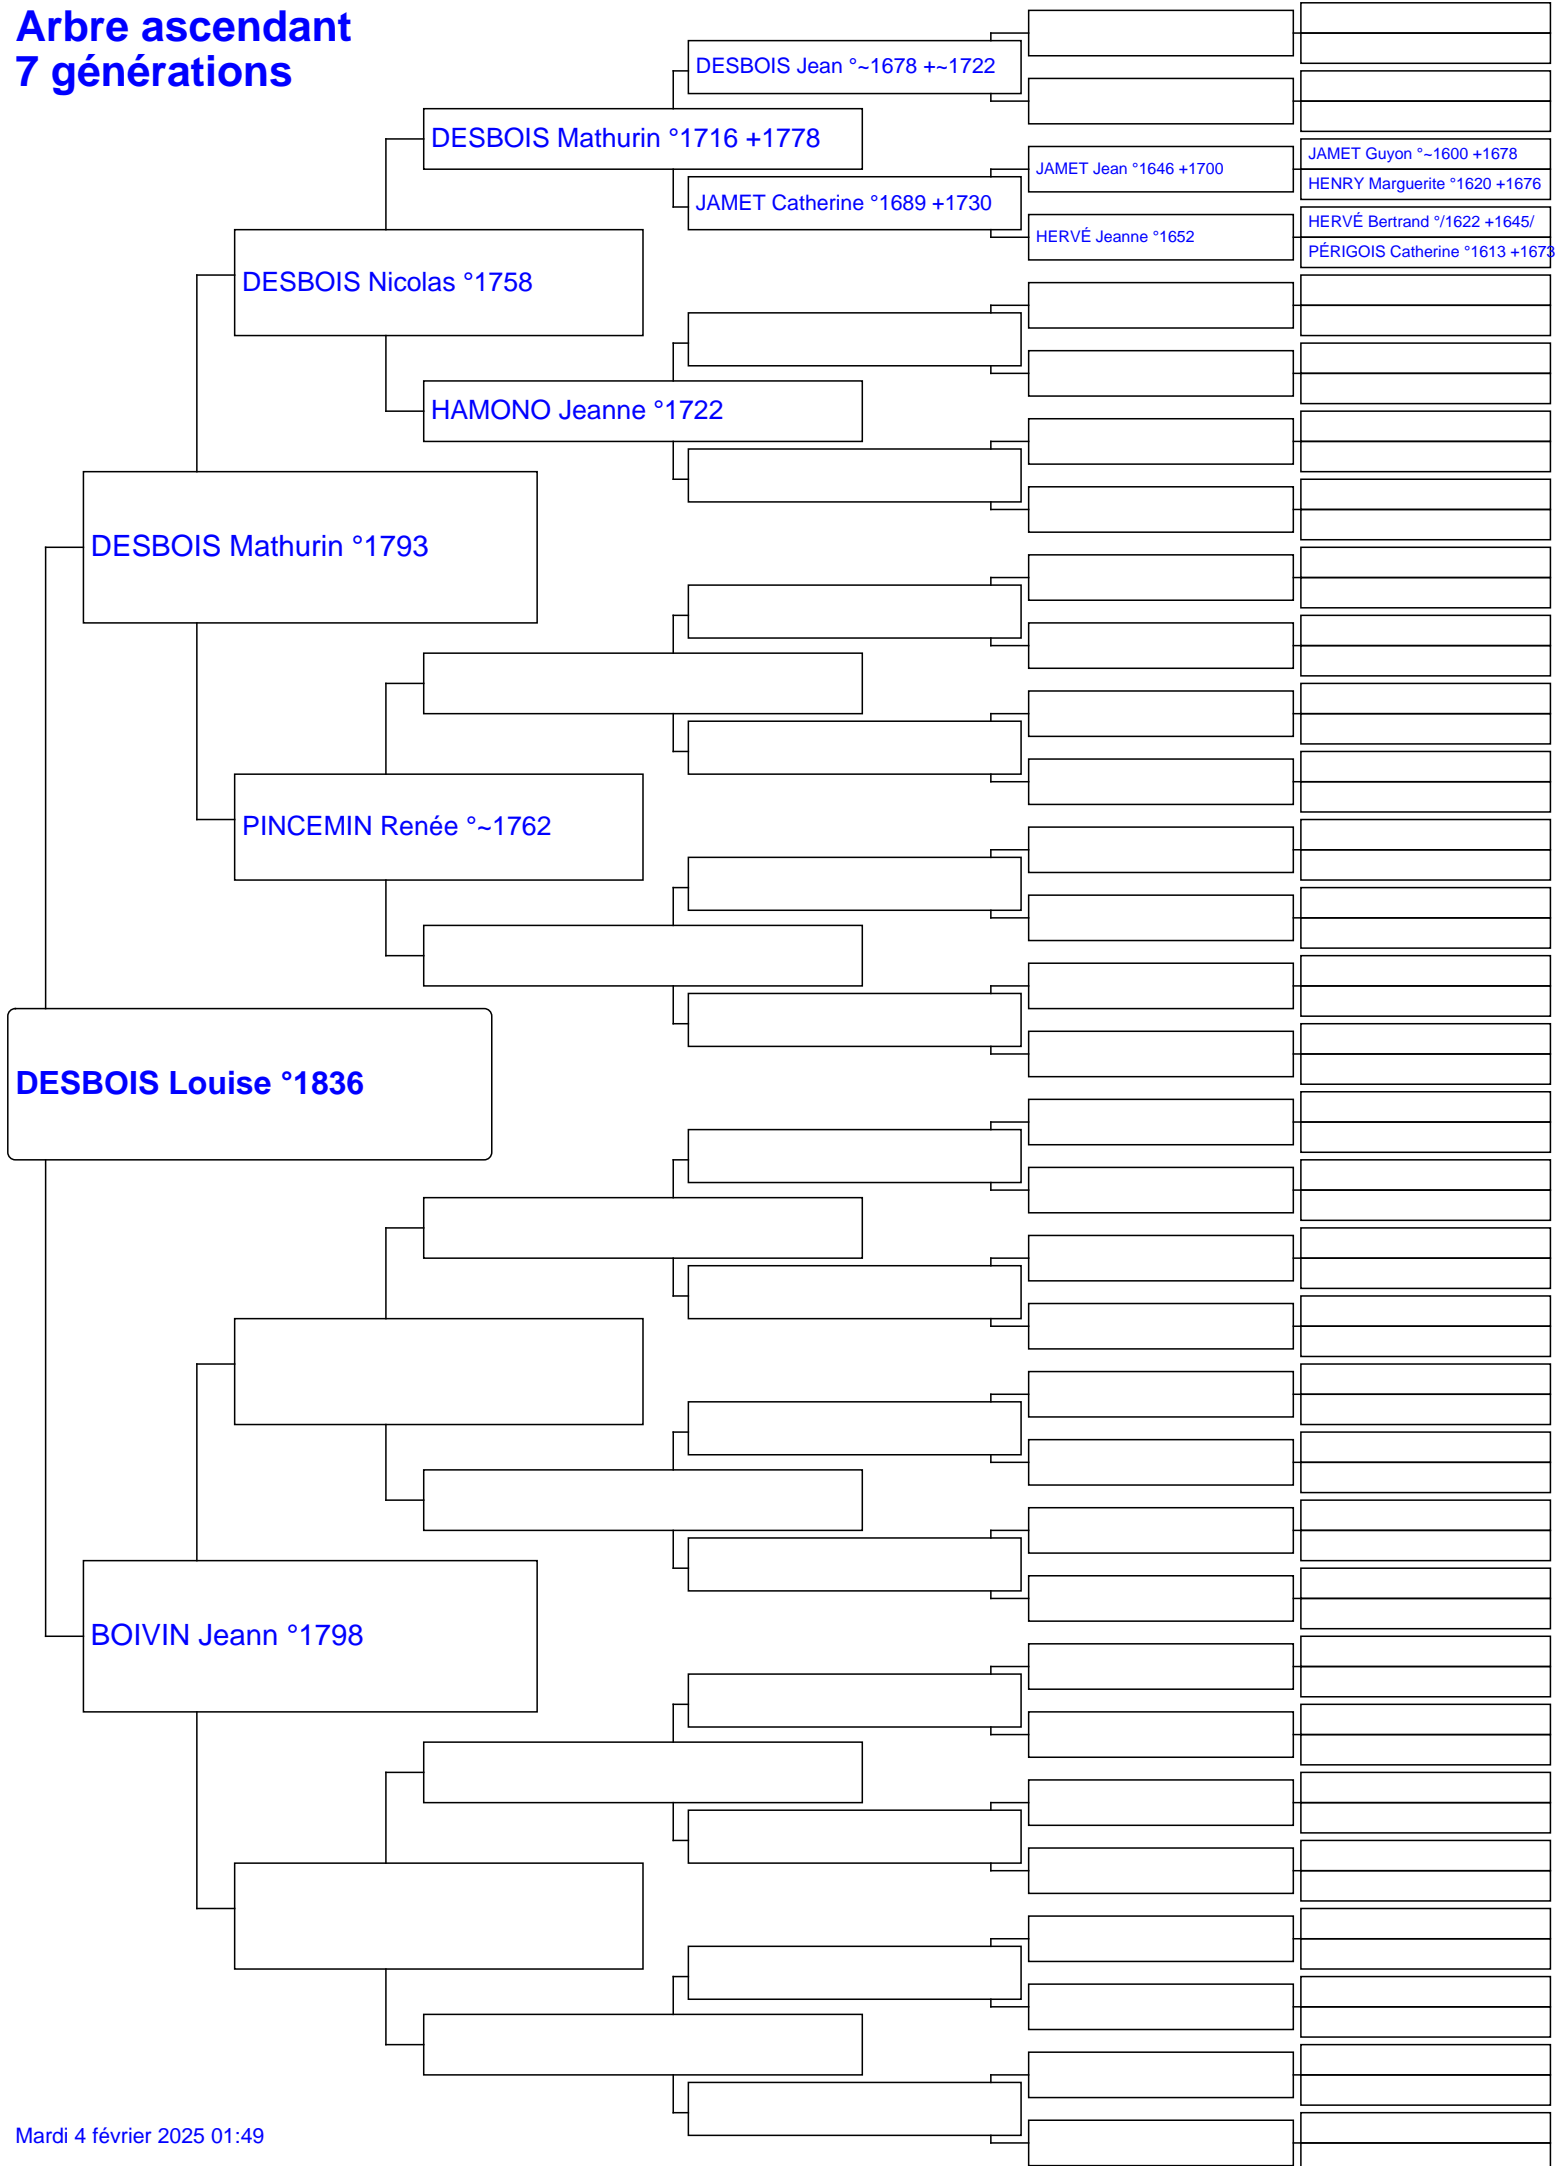 Arbre ascendant
7 générations
DESBOIS Jean °~1678 +~1722
DESBOIS Mathurin °1716 +1778
JAMET Guyon °~1600 +1678
JAMET Jean °1646 +1700
HENRY Marguerite °1620 +1676
JAMET Catherine °1689 +1730
HERVÉ Bertrand °/1622 +1645/
HERVÉ Jeanne °1652
PÉRIGOIS Catherine °1613 +1673
DESBOIS Nicolas °1758
HAMONO Jeanne °1722
DESBOIS Mathurin °1793
PINCEMIN Renée °~1762
DESBOIS Louise °1836
BOIVIN Jeann °1798
Mardi 4 février 2025 01:49